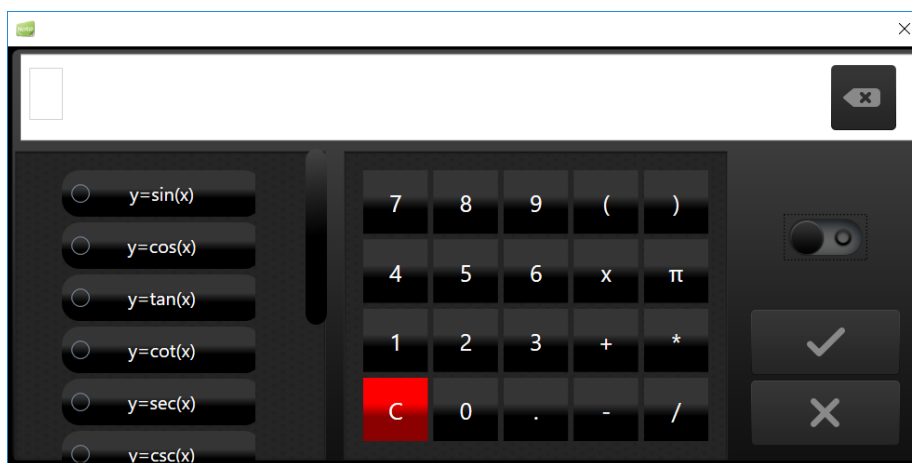 y=sin(x)
y=cos(x)
y=tan(x)
y=cot(x)
y=sec(x)
y=csc(x)
7 8 9 ( )
4 5 6 x π
1 2 3 + *
C 0 . - /